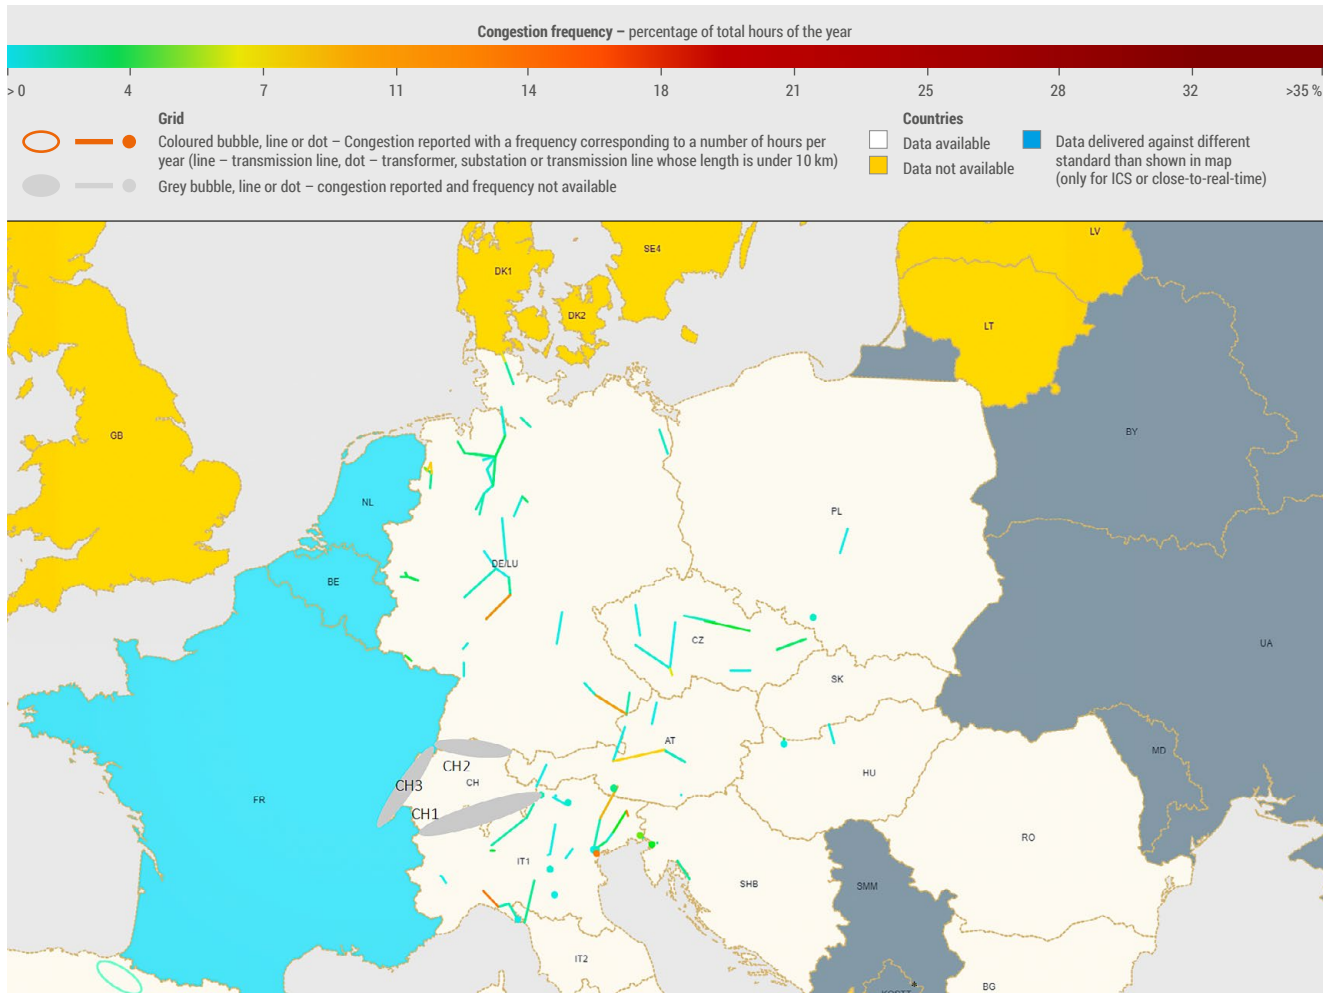 Congestion frequency – percentage of total hours of the year
> 0 4 7 11 14 18 21 25 28 32 >35 %
Grid
Coloured bubble, line or dot – Congestion reported with a frequency corresponding to a number of hours per
year (line – transmission line, dot – transformer, substation or transmission line whose length is under 10 km)
Grey bubble, line or dot – congestion reported and frequency not available
Countries
Data available
Data not available
Data delivered against different
standard than shown in map
(only for ICS or close-to-real-time)
LV
SE4
DK1
DK2
LT
GB
BY
NL
PL
DE/LU
BE
CZ
UA
SK
AT
MD
CH2
HU
CH3
CH
FR
CH1
RO
IT1
SHB
SMM
IT2
BG